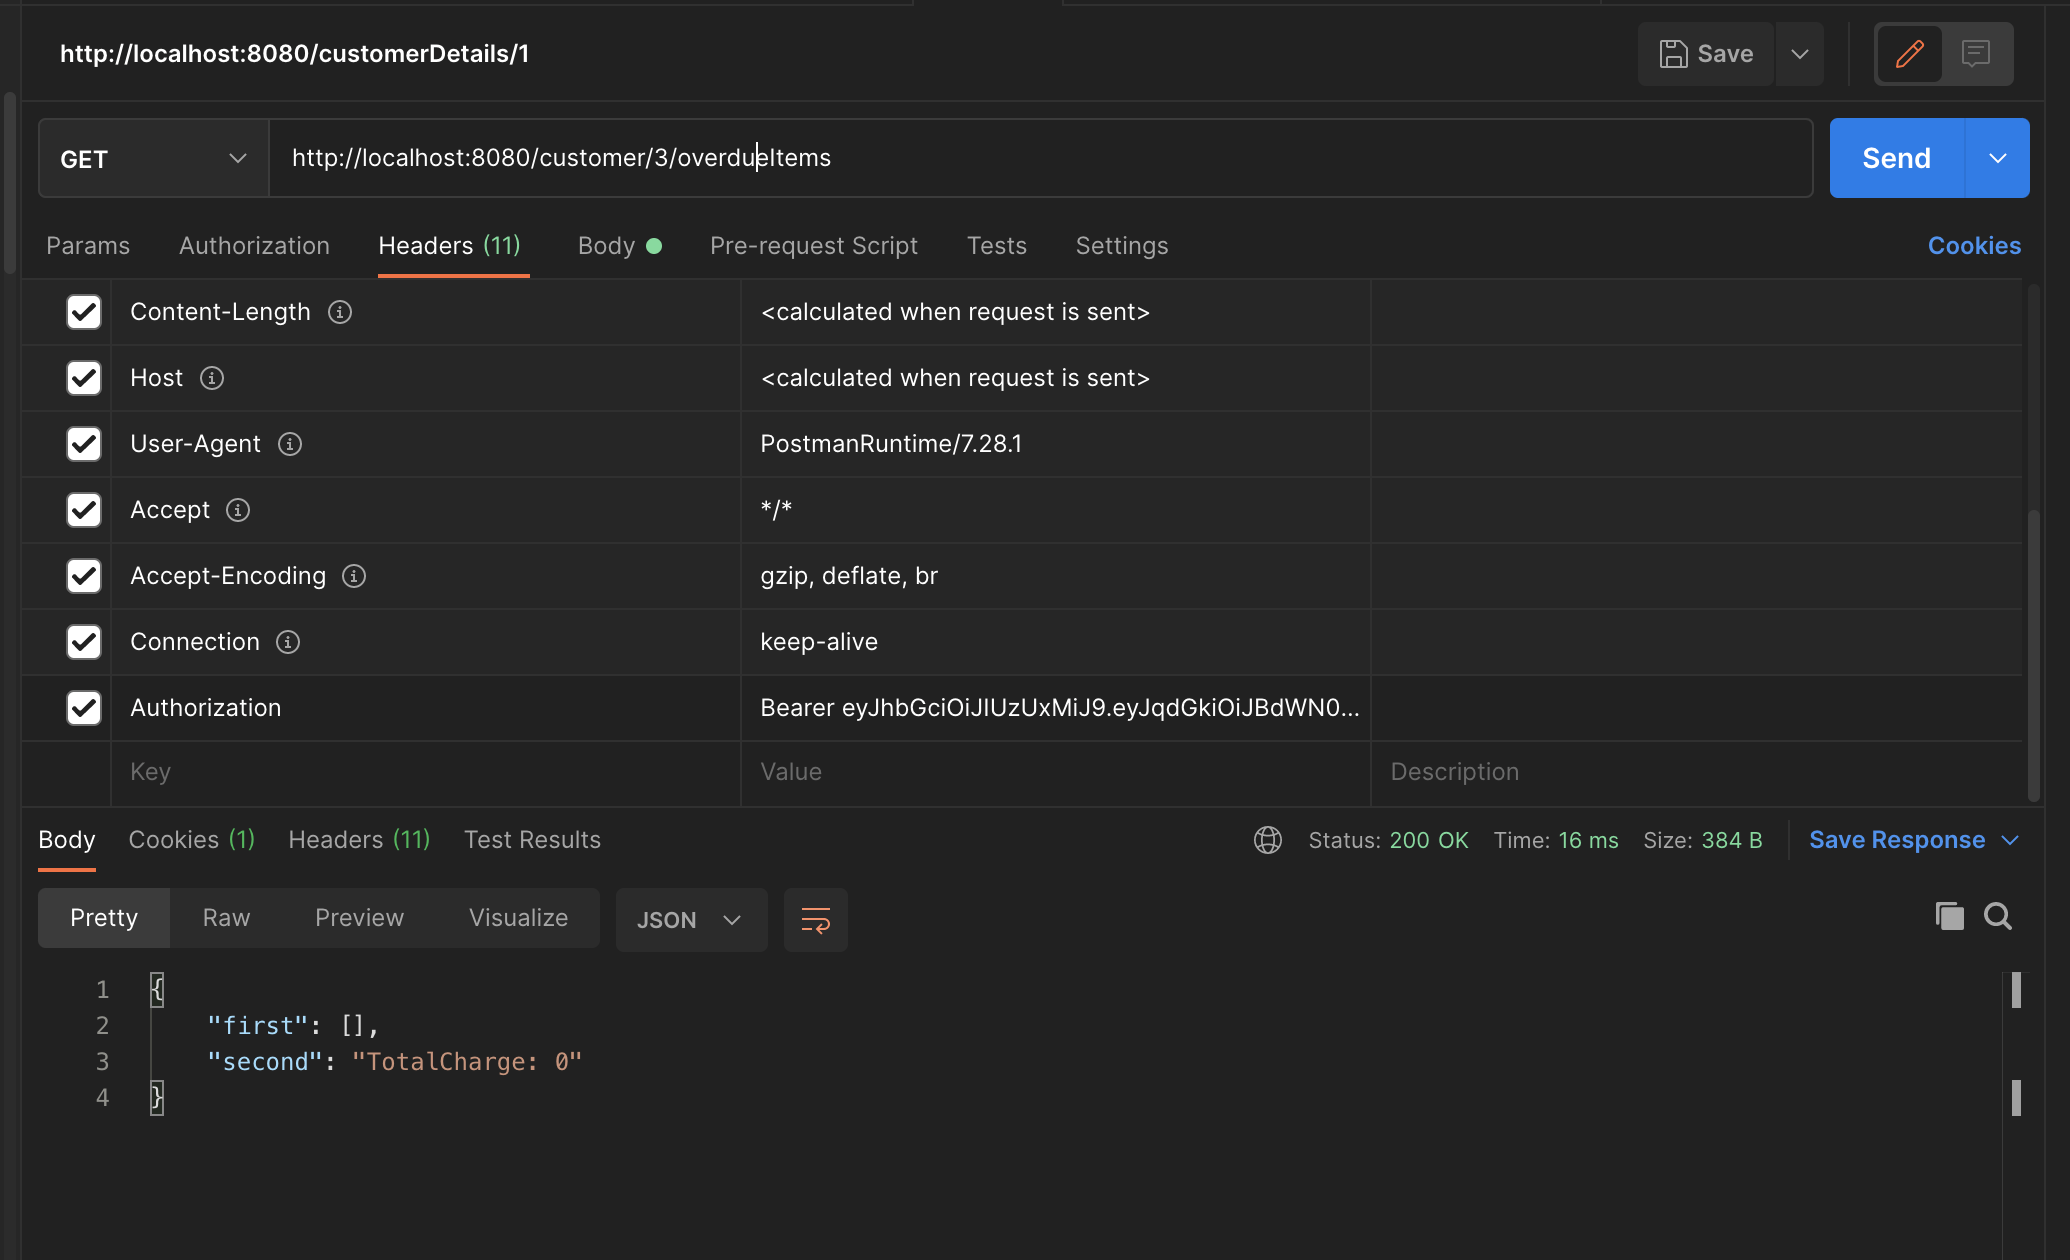 http://localhost:8080/customerDetails/1
Save
GET
http://localhost:8080/customer/3/overdueItems
Send
Params Authorization Headers (11) Body Pre-request Script Tests Settings Cookies
Content-Length <calculated when request is sent>
Host <calculated when request is sent>
User-Agent PostmanRuntime/7.28.1
Accept */*
Accept-Encoding gzip, deflate, br
Connection keep-alive
Authorization Bearer eyJhbGciOiJIUzUxMiJ9.eyJqdGkiOiJBdWN0...
Key Value Description
Body Cookies (1) Headers (11) Test Results Status: 200 OK Time: 16 ms Size: 384 B Save Response
Pretty Raw Preview Visualize JSON
1 {
2 "first": [],
3 "second": "TotalCharge: 0"
4 }